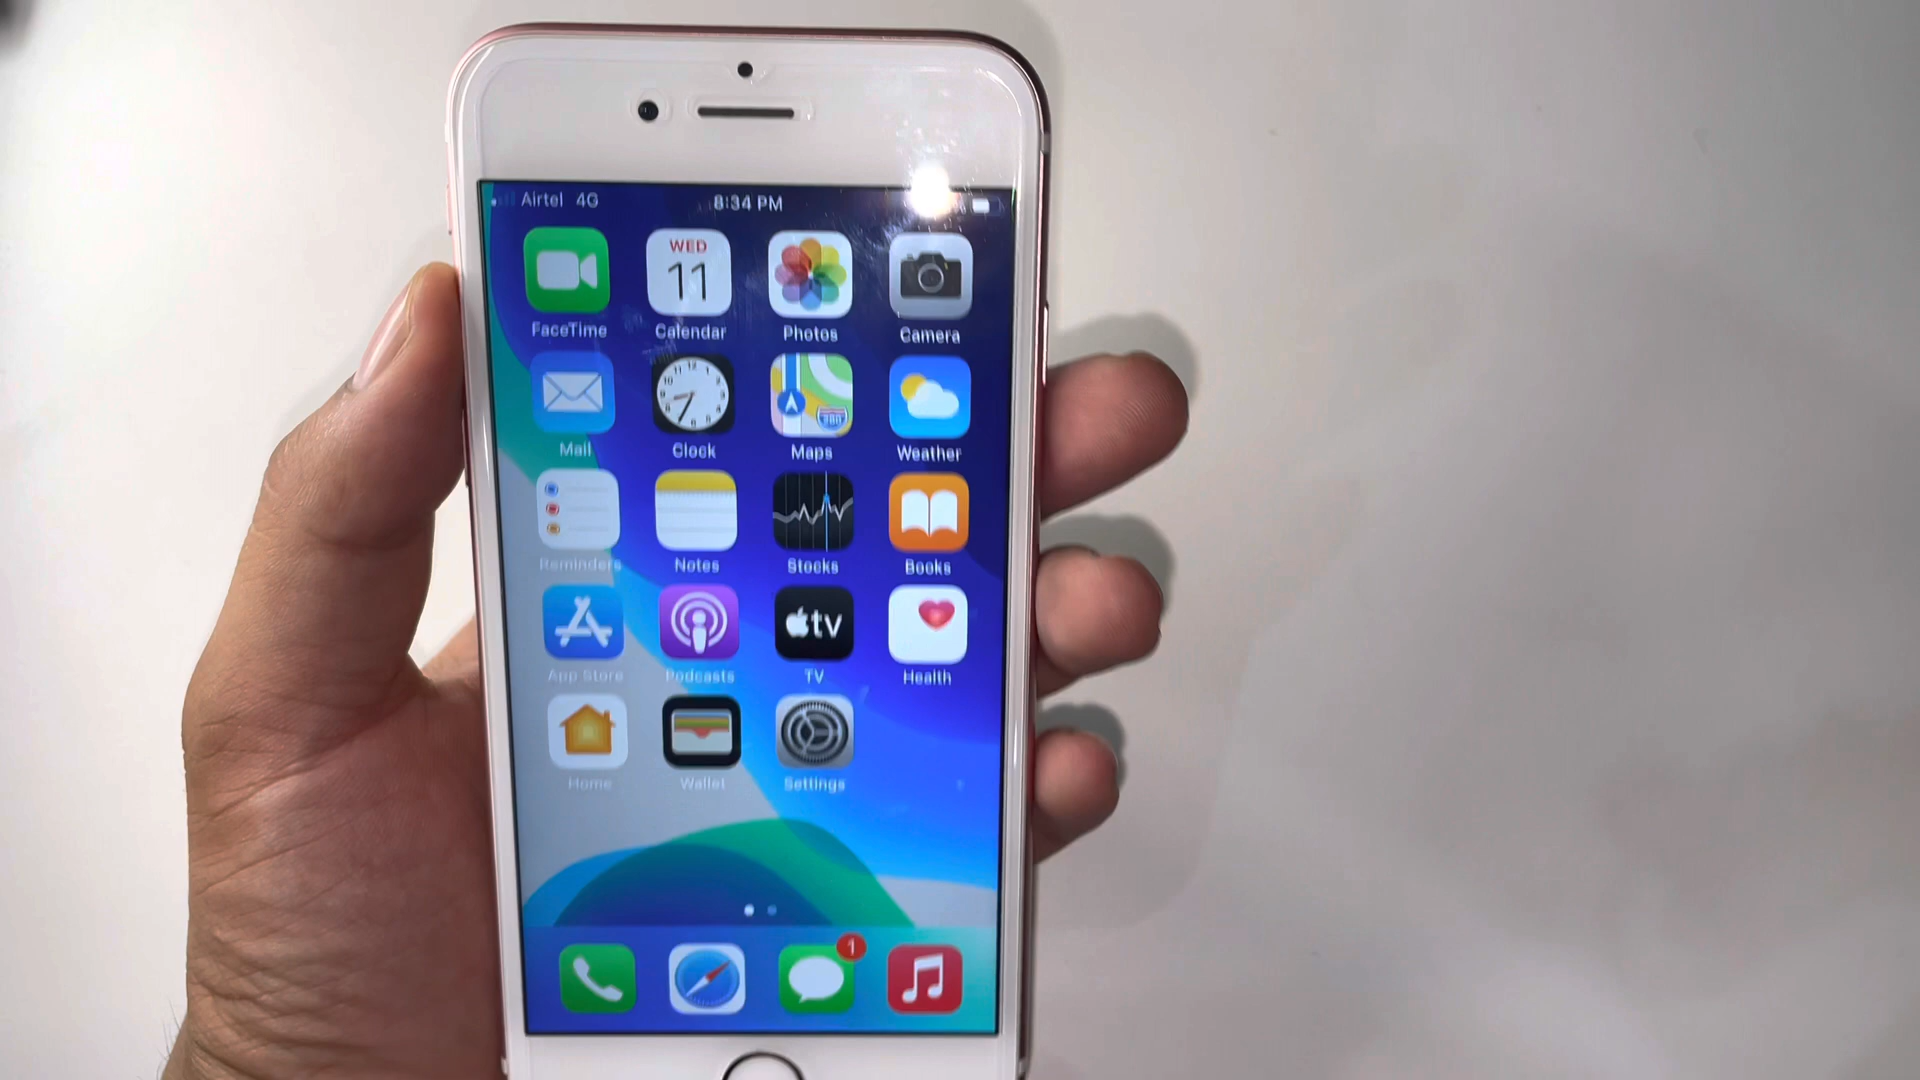 Airtel 4G 8:34 PM
WED
11
FaceTime Calendar Photos Camera
Mail Clock Maps Weather
Reminders Notes Stocks Books
tv
App Store Podcasts TV Health
Home Wallet Settings
1